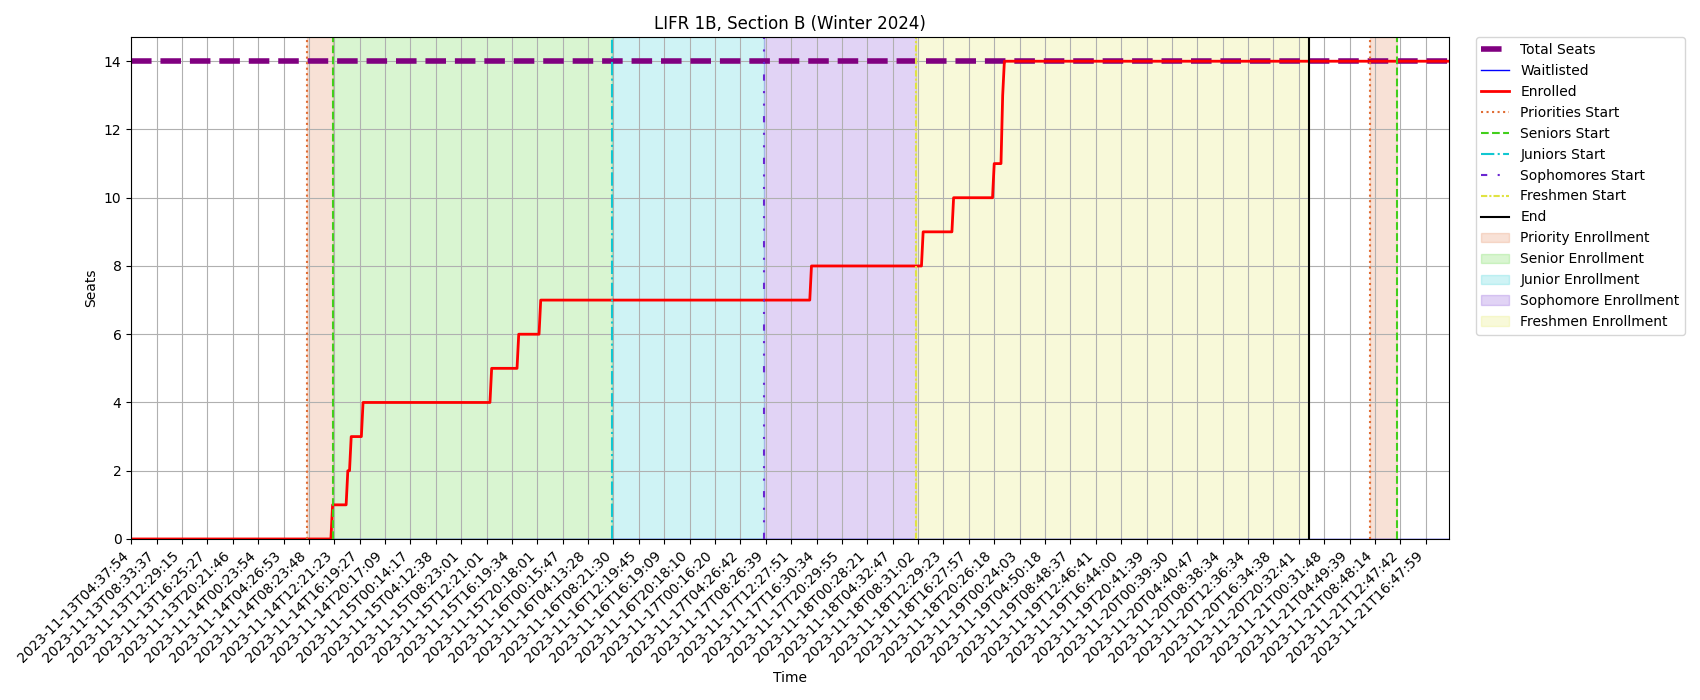 LIFR 1B, Section B (Winter 2024)
14
12
10
8
6
4
2
0
Seats
2023-11-13T04:37:54
2023-11-13T08:33:37
2023-11-13T12:29:15
2023-11-13T16:25:27
2023-11-13T20:21:46
2023-11-14T00:23:54
2023-11-14T04:26:53
2023-11-14T08:23:48
2023-11-14T12:21:23
2023-11-14T16:19:27
2023-11-14T20:17:09
2023-11-15T00:14:17
2023-11-15T04:12:38
2023-11-15T08:23:01
2023-11-15T12:21:01
2023-11-15T16:19:34
2023-11-15T20:18:01
2023-11-16T00:15:47
2023-11-16T04:13:28
2023-11-16T08:21:30
2023-11-16T12:19:45
2023-11-16T16:19:09
2023-11-16T20:18:10
2023-11-17T00:16:20
2023-11-17T04:26:42
2023-11-17T08:26:39
2023-11-17T12:27:51
2023-11-17T16:30:34
2023-11-17T20:29:55
2023-11-18T00:28:21
2023-11-18T04:32:47
2023-11-18T08:31:02
2023-11-18T12:29:23
2023-11-18T16:27:57
2023-11-18T20:26:18
2023-11-19T00:24:03
2023-11-19T04:50:18
2023-11-19T08:48:37
2023-11-19T12:46:41
2023-11-19T16:44:00
2023-11-19T20:41:39
2023-11-20T00:39:30
2023-11-20T04:40:47
2023-11-20T08:38:34
2023-11-20T12:36:34
2023-11-20T16:34:38
2023-11-20T20:32:41
2023-11-21T00:31:48
2023-11-21T04:49:39
2023-11-21T08:48:14
2023-11-21T12:47:42
2023-11-21T16:47:59
Time
Total Seats
Waitlisted
Enrolled
Priorities Start
Seniors Start
Juniors Start
Sophomores Start
Freshmen Start
End
Priority Enrollment
Senior Enrollment
Junior Enrollment
Sophomore Enrollment
Freshmen Enrollment